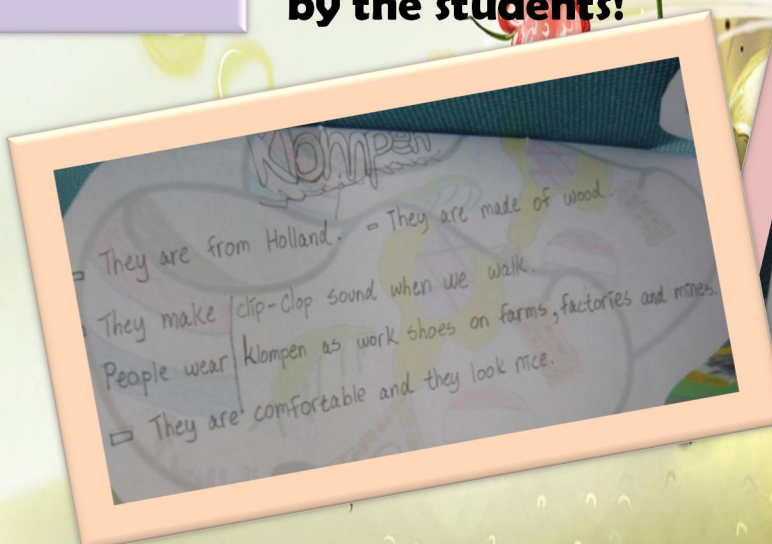 by the students!
Klompen
They are from Holland. They are made of wood.
They make clip-clop sound when we walk.
People wear klompen as work shoes on farms, factories and mines.
They are comfortable and they look nice.